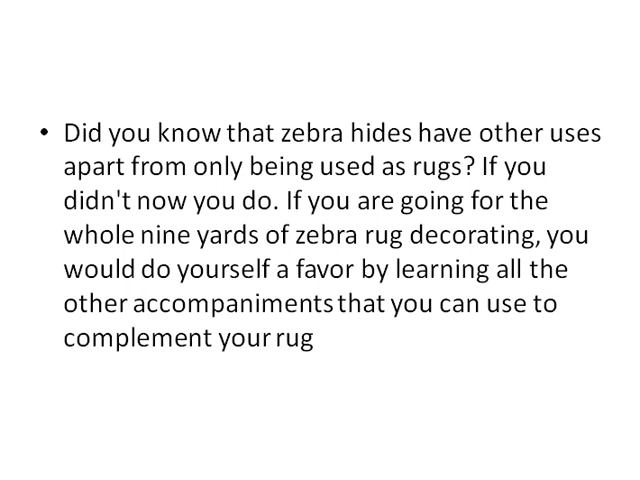 • Did you know that zebra hides have other uses
apart from only being used as rugs? If you
didn't now you do. If you are going for the
whole nine yards of zebra rug decorating, you
would do yourself a favor by learning all the
other accompaniments that you can use to
complement your rug